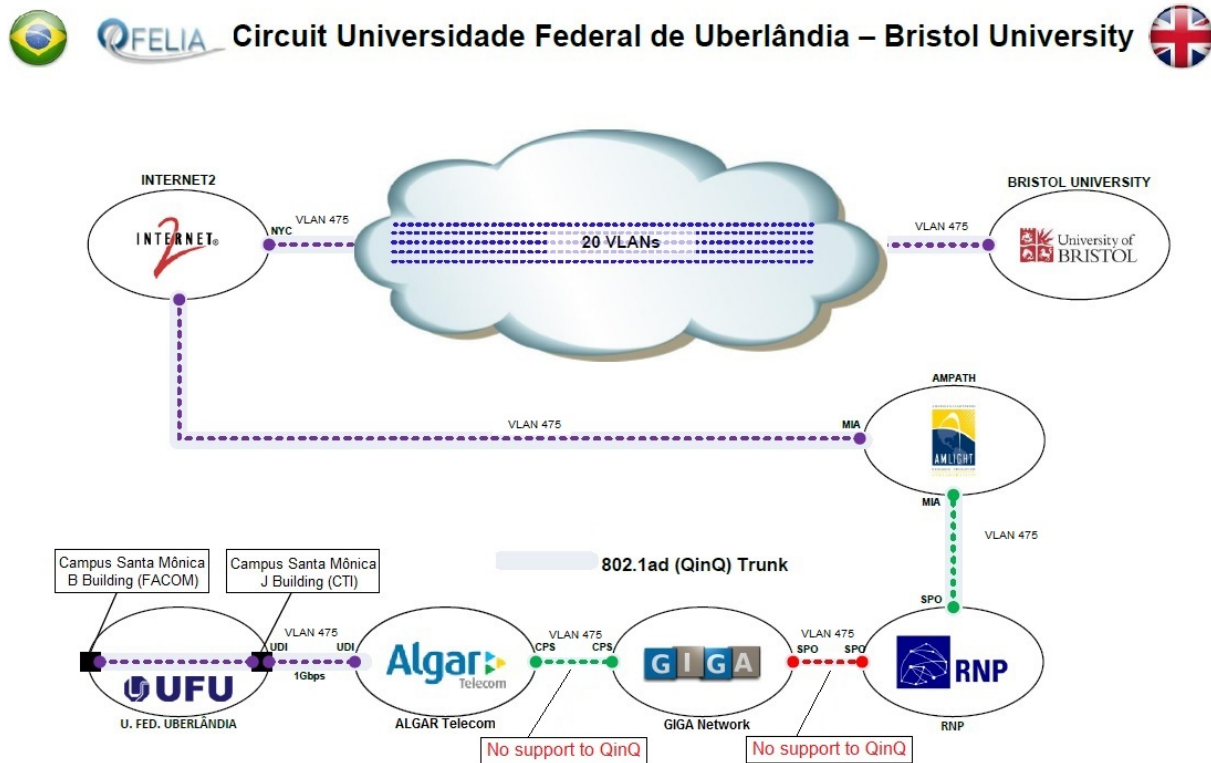 OFELIA Circuit Universidade Federal de Uberlândia – Bristol University
INTERNET2
INTERNET®
2
NYC
VLAN 475
20 VLANs
VLAN 475
BRISTOL UNIVERSITY
University of
BRISTOL
VLAN 475
MIA
AMPATH
AMLIGHT
MIA
VLAN 475
SPO
802.1ad (QinQ) Trunk
Campus Santa Mônica
B Building (FACOM)
Campus Santa Mônica
J Building (CTI)
UFU
U. FED. UBERLÂNDIA
VLAN 475
UDI
UDI
1Gbps
Algar
Telecom
ALGAR Telecom
VLAN 475
CPS
CPS
No support to QinQ
GIGA
GIGA Network
VLAN 475
SPO
SPO
No support to QinQ
RNP
RNP